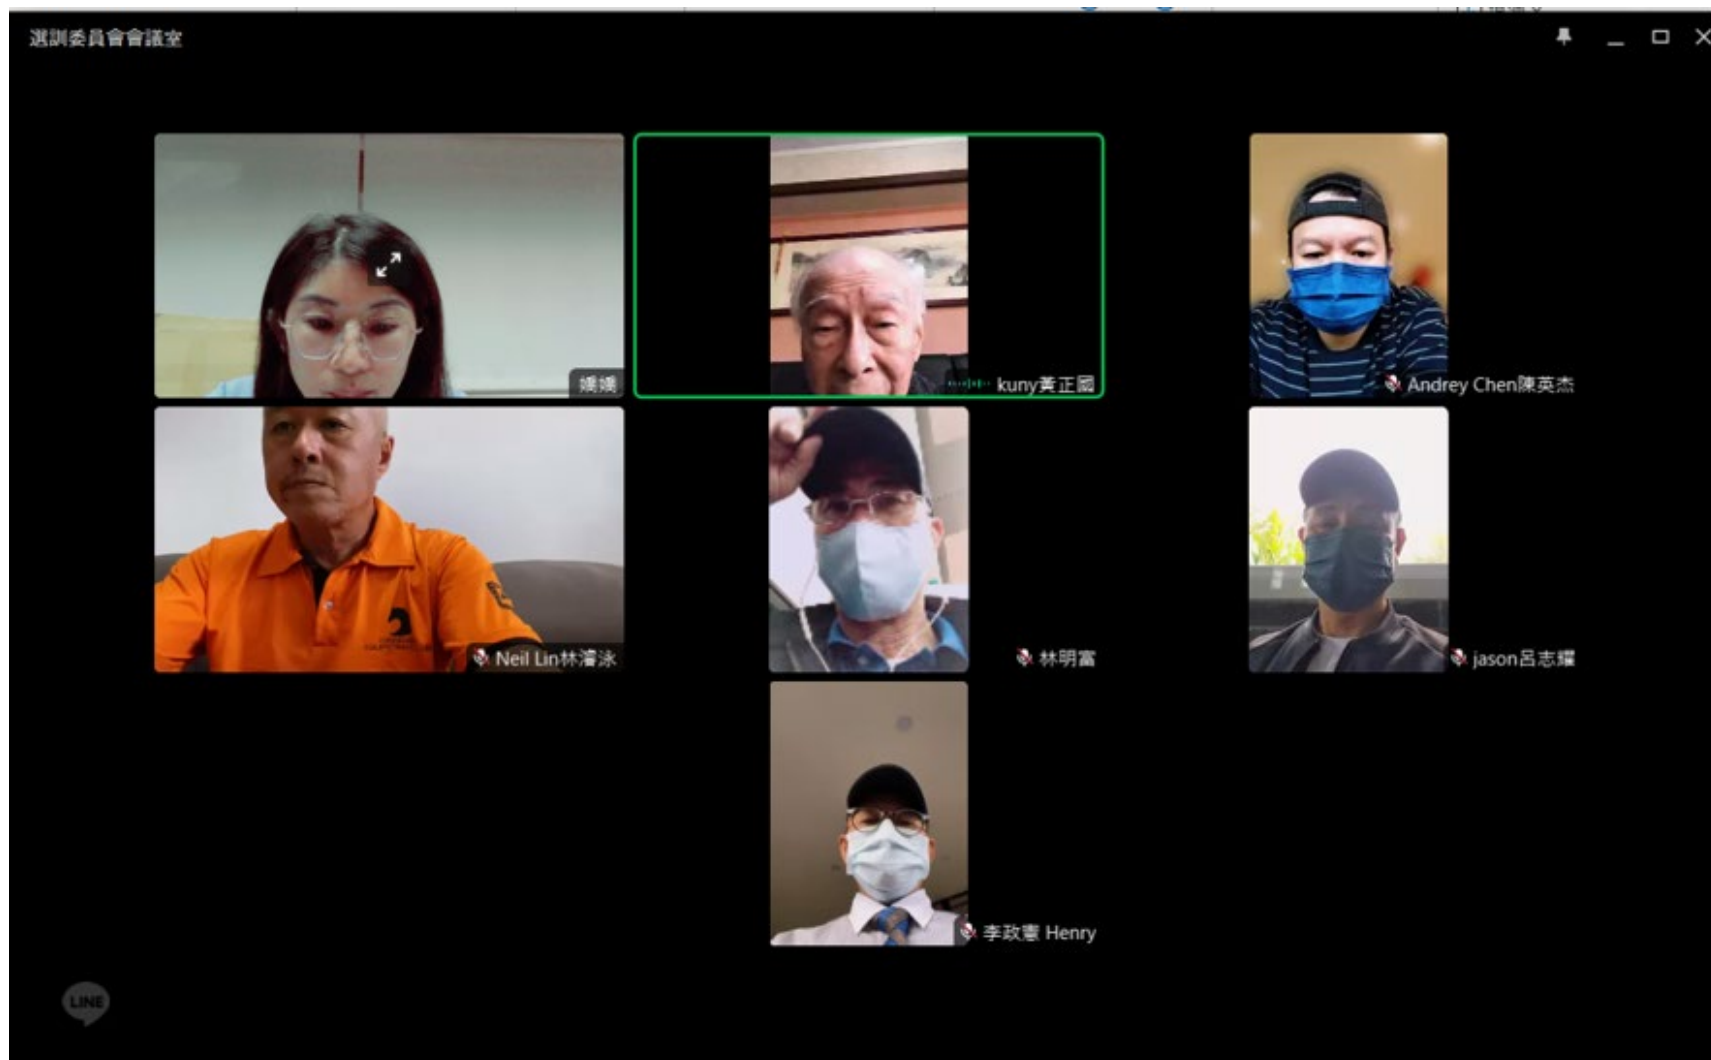 選訓委員會會議室
嬌嬌
kuny黃正國
Andrey Chen陳英杰
Neil Lin林濬泳
林明富
jason呂志耀
李政憲 Henry
LINE